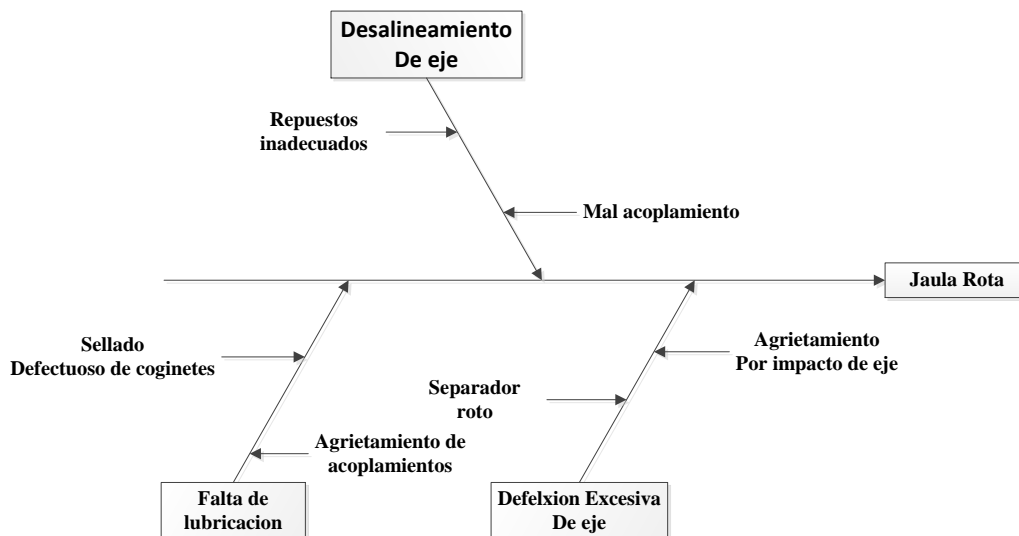 Desalineamiento
De eje
Repuestos
inadecuados
Mal acoplamiento
Jaula Rota
Sellado
Defectuoso de coginetes
Agrietamiento
Por impacto de eje
Separador
roto
Agrietamiento de
acoplamientos
Falta de
lubricacion
Defelxion Excesiva
De eje